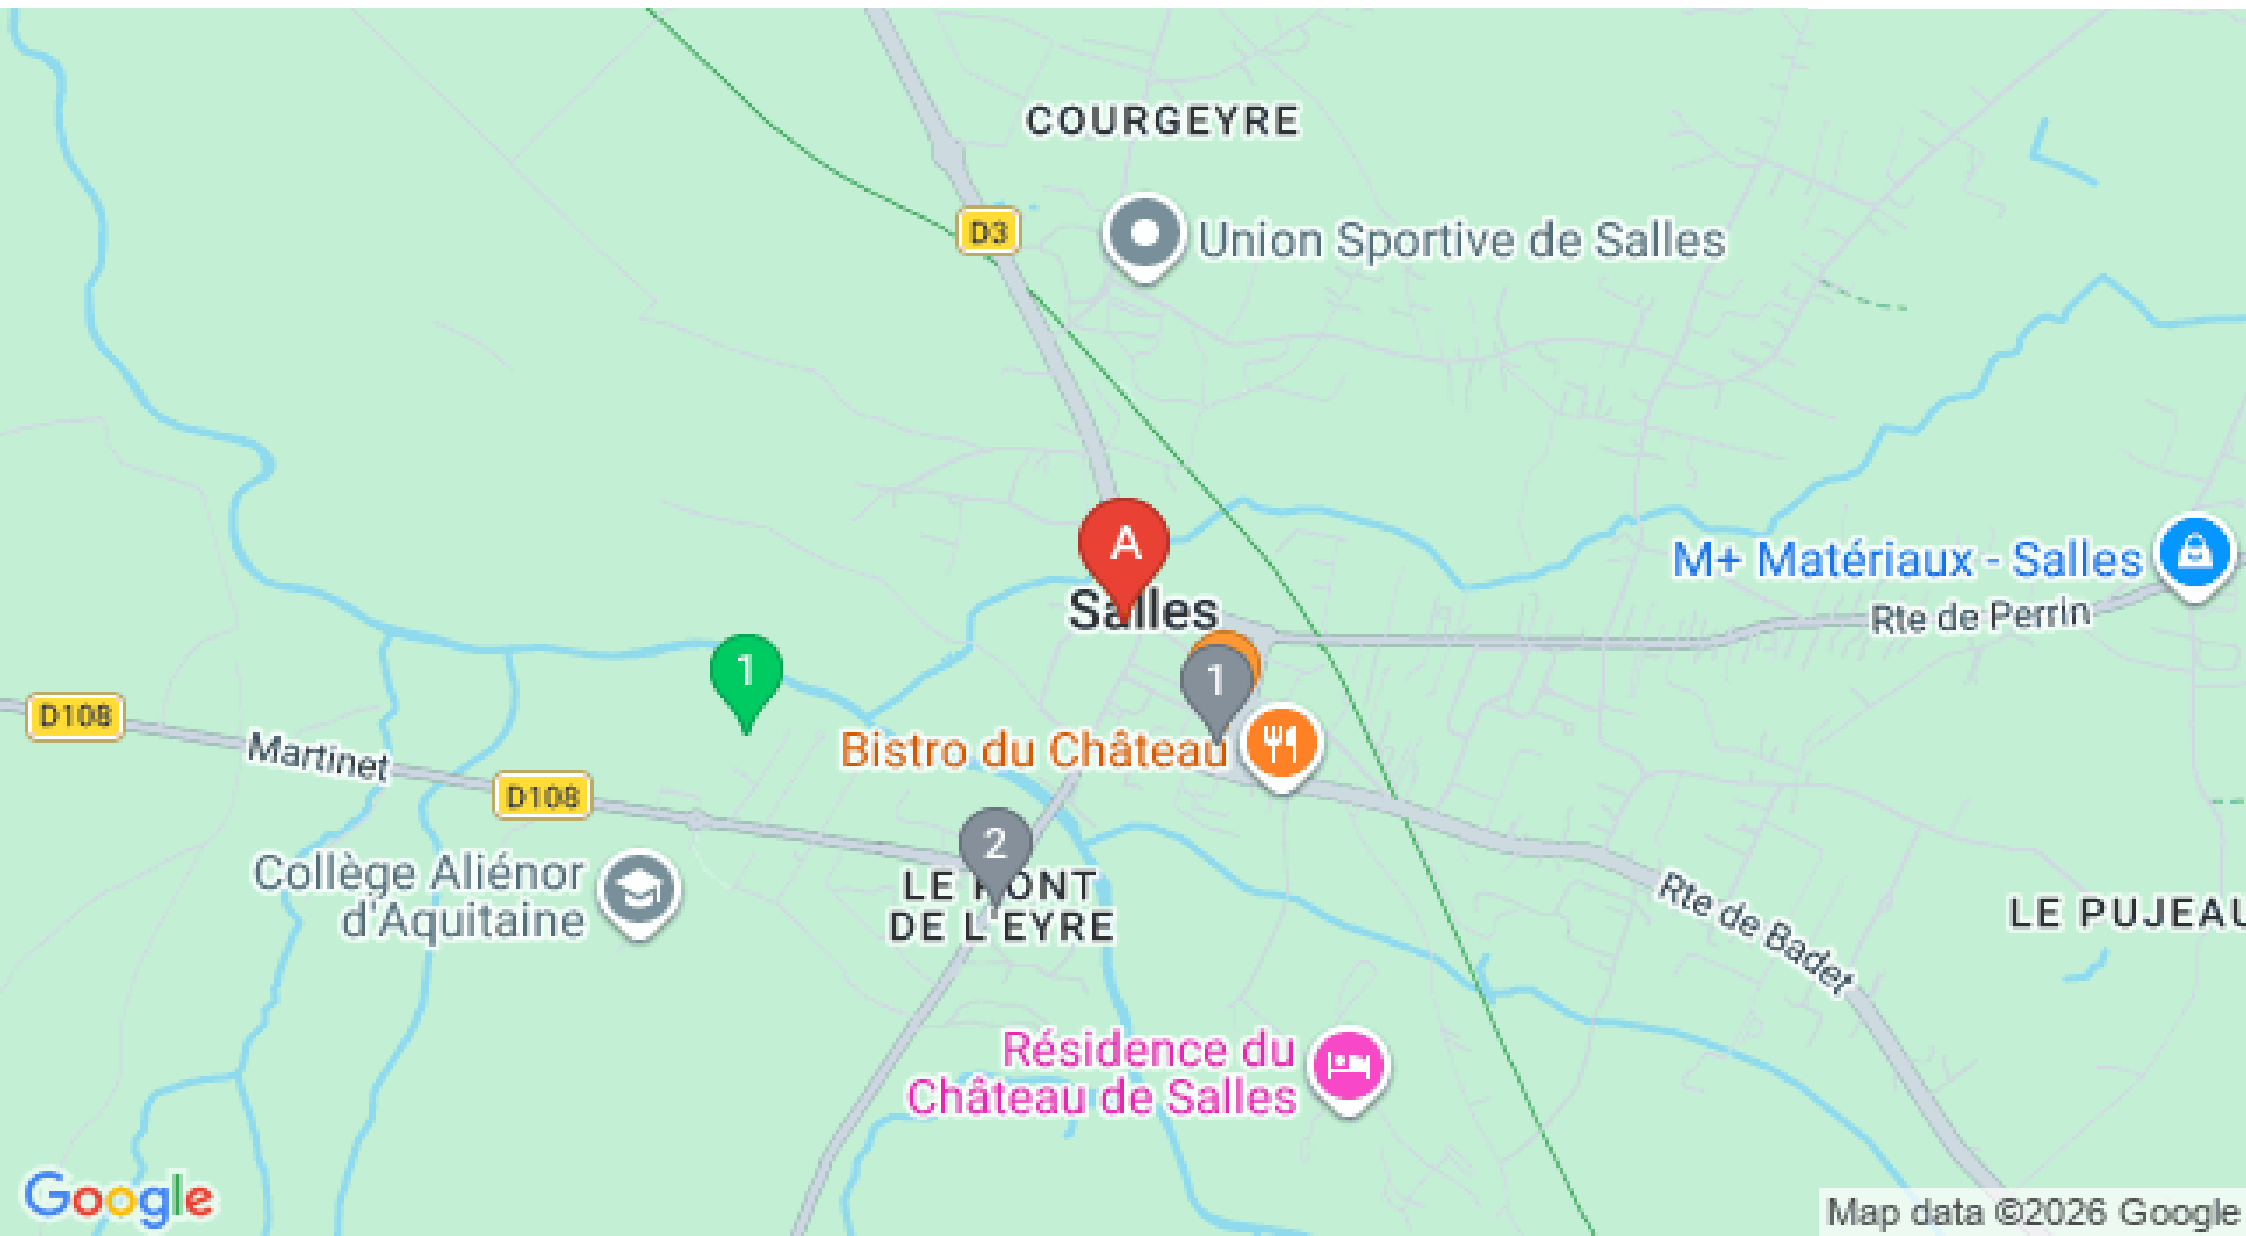 COURGEYRE
D3
Union Sportive de Salles
A
Salles
M+ Matériaux - Salles
Rte de Perrin
1
1
D108
Martinet
Bistro du Château
D108
2
Collège Aliénor
d'Aquitaine
LE PONT
DE L'EYRE
Rte de Badet
LE PUJEAU
Résidence du
Château de Salles
Google
Map data ©2026 Google